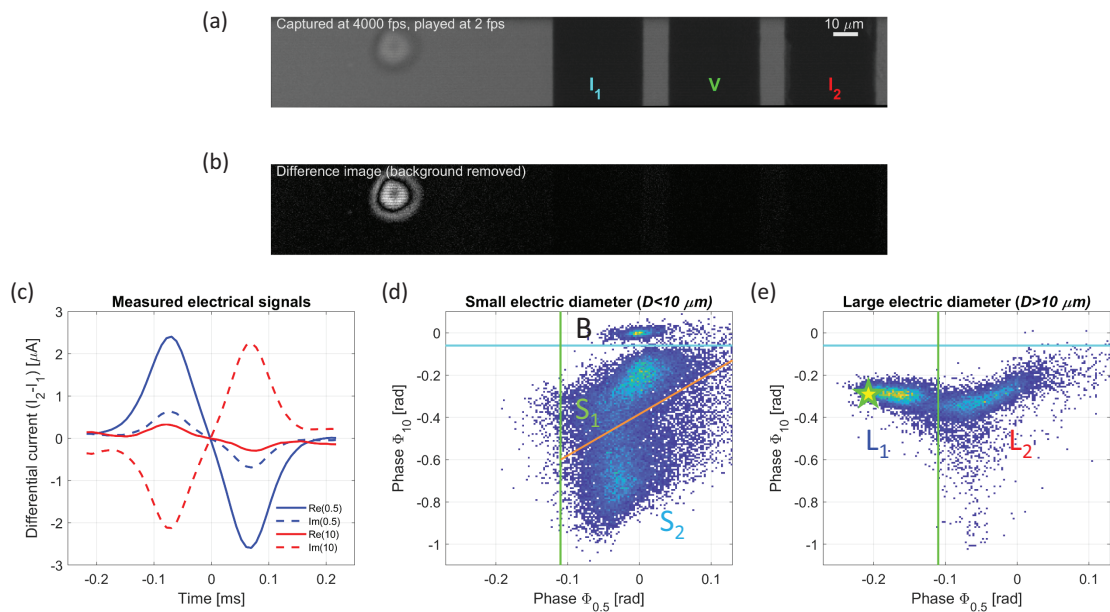 (a)
Captured at 4000 fps, played at 2 fps
10 μm
I1
V
I2
(b)
Difference image (background removed)
(c)
Measured electrical signals
Differential current (I2-I1) [μA]
3
2
1
0
-1
-2
-3
-0.2
-0.1
0
0.1
0.2
Time [ms]
Re(0.5)
Im(0.5)
Re(10)
Im(10)
(d)
Small electric diameter (D<10 μm)
Phase Φ10 [rad]
0
-0.2
-0.4
-0.6
-0.8
-1
-0.2
-0.1
0
0.1
Phase Φ0.5 [rad]
B
S1
S2
(e)
Large electric diameter (D>10 μm)
Phase Φ10 [rad]
0
-0.2
-0.4
-0.6
-0.8
-1
-0.2
-0.1
0
0.1
Phase Φ0.5 [rad]
L1
L2